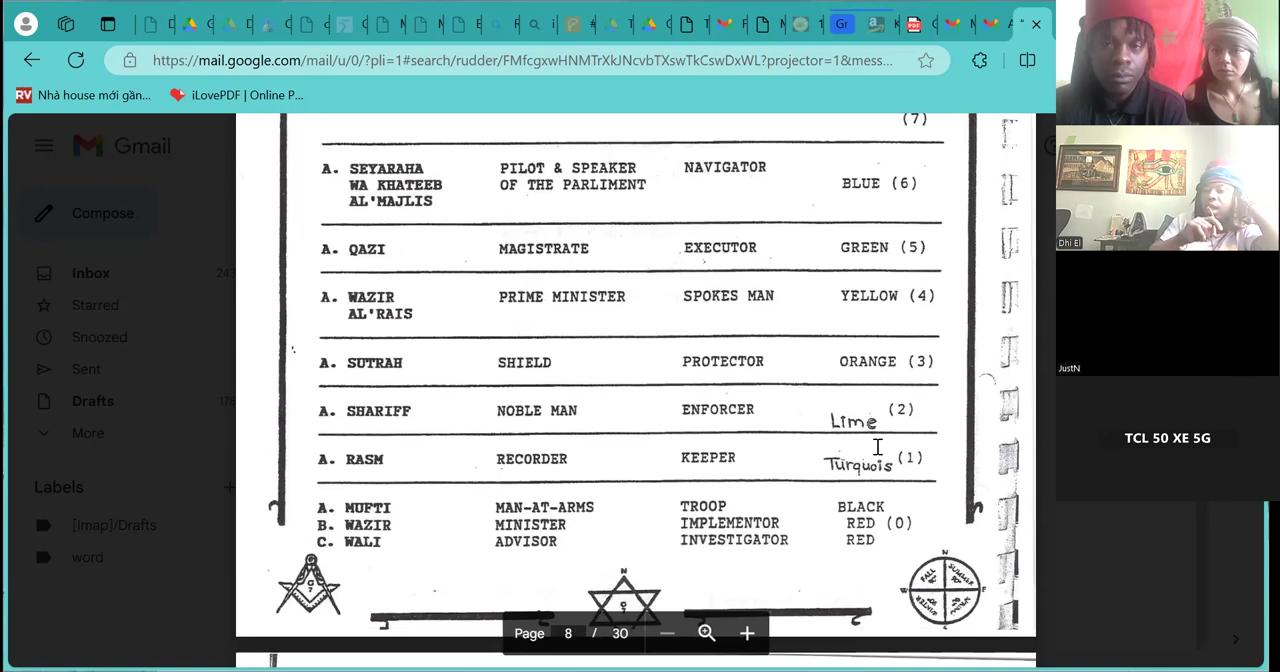 https://mail.google.com/mail/u/0/?pli=1#search/rudder/FMfcgxwHNMTrXkJNcvbTXswTkCswDxWL?projector=1&mess...
RV Nhà house mới gần... iLovePDF | Online P...
Gmail
Compose
Inbox 243
Starred
Snoozed
Sent
Drafts 178
More
Labels
[Imap]/Drafts
word
(7)
A. SEYARAHA PILOT & SPEAKER NAVIGATOR
WA KHATEEB OF THE PARLIMENT BLUE (6)
AL'MAJLIS
A. QAZI MAGISTRATE EXECUTOR GREEN (5)
A. WAZIR PRIME MINISTER SPOKES MAN YELLOW (4)
AL'RAIS
A. SUTRAH SHIELD PROTECTOR ORANGE (3)
A. SHARIFF NOBLE MAN ENFORCER Lime (2)
A. RASM RECORDER KEEPER Turquois (1)
A. MUFTI MAN-AT-ARMS TROOP BLACK
B. WAZIR MINISTER IMPLEMENTOR RED (0)
C. WALI ADVISOR INVESTIGATOR RED
G
N
N
W
FALL
Page 8 / 30
Dhi El
JustN
TCL 50 XE 5G